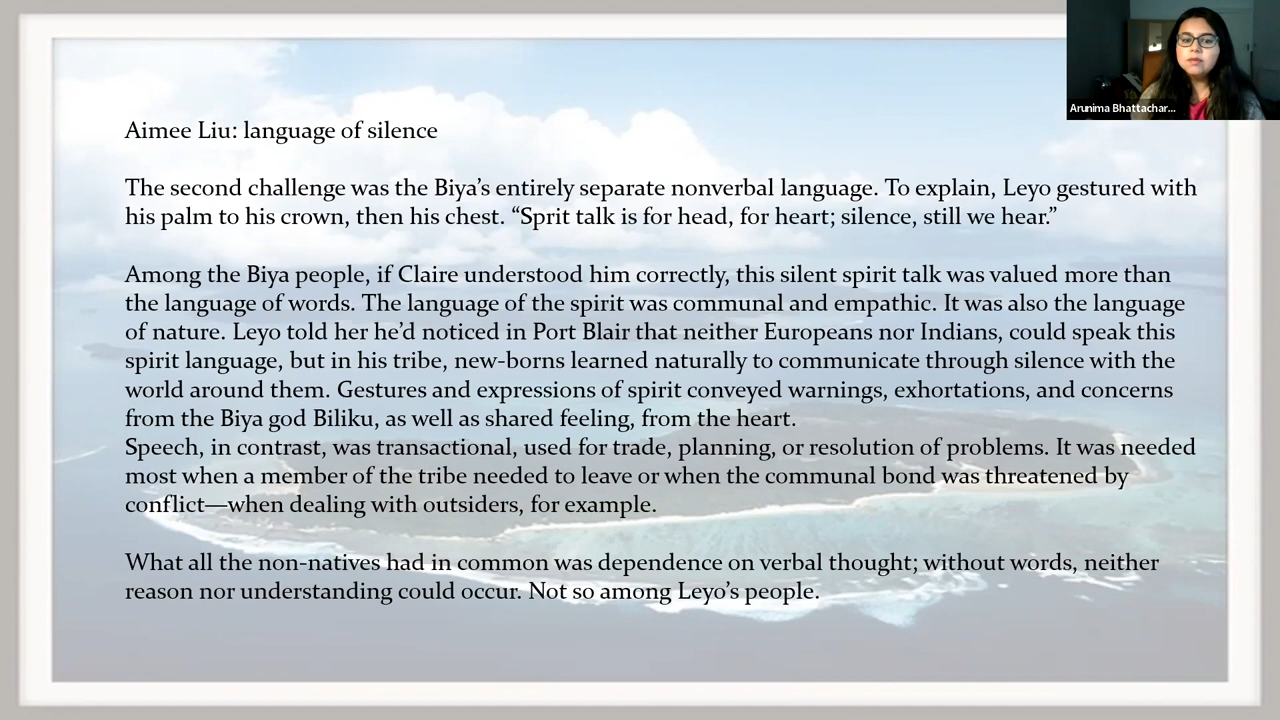 Arunima Bhattachar...
Aimee Liu: language of silence
The second challenge was the Biya’s entirely separate nonverbal language. To explain, Leyo gestured with
his palm to his crown, then his chest. “Sprit talk is for head, for heart; silence, still we hear.”
Among the Biya people, if Claire understood him correctly, this silent spirit talk was valued more than
the language of words. The language of the spirit was communal and empathic. It was also the language
of nature. Leyo told her he’d noticed in Port Blair that neither Europeans nor Indians, could speak this
spirit language, but in his tribe, new-borns learned naturally to communicate through silence with the
world around them. Gestures and expressions of spirit conveyed warnings, exhortations, and concerns
from the Biya god Biliku, as well as shared feeling, from the heart.
Speech, in contrast, was transactional, used for trade, planning, or resolution of problems. It was needed
most when a member of the tribe needed to leave or when the communal bond was threatened by
conflict—when dealing with outsiders, for example.
What all the non-natives had in common was dependence on verbal thought; without words, neither
reason nor understanding could occur. Not so among Leyo’s people.